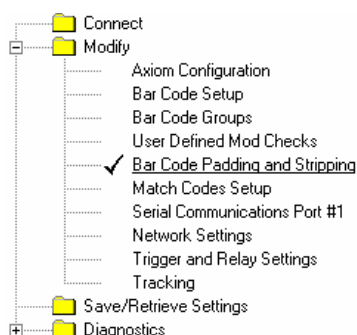 Connect
Modify
Axiom Configuration
Bar Code Setup
Bar Code Groups
User Defined Mod Checks
Bar Code Padding and Stripping
Match Codes Setup
Serial Communications Port #1
Network Settings
Trigger and Relay Settings
Tracking
Save/Retrieve Settings
Diagnostics